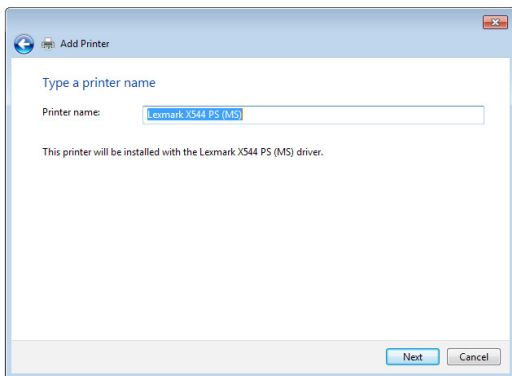 Add Printer
Type a printer name
Printer name: Lexmark X544 PS (MS)
This printer will be installed with the Lexmark X544 PS (MS) driver.
Next Cancel